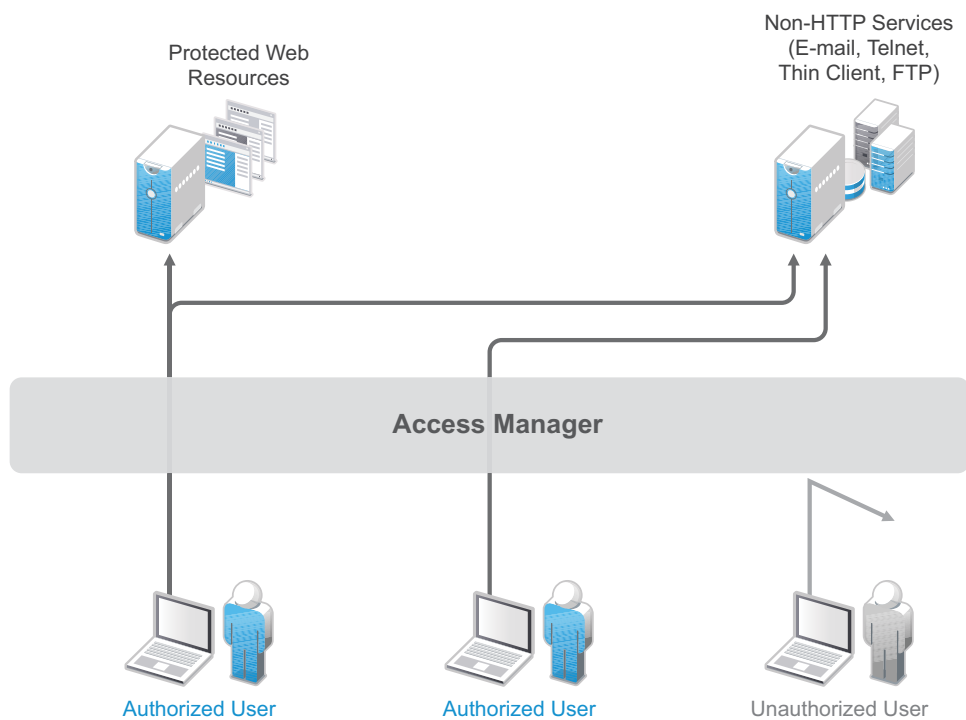 Protected Web
Resources
Non-HTTP Services
(E-mail, Telnet,
Thin Client, FTP)
Access Manager
Authorized User
Authorized User
Unauthorized User